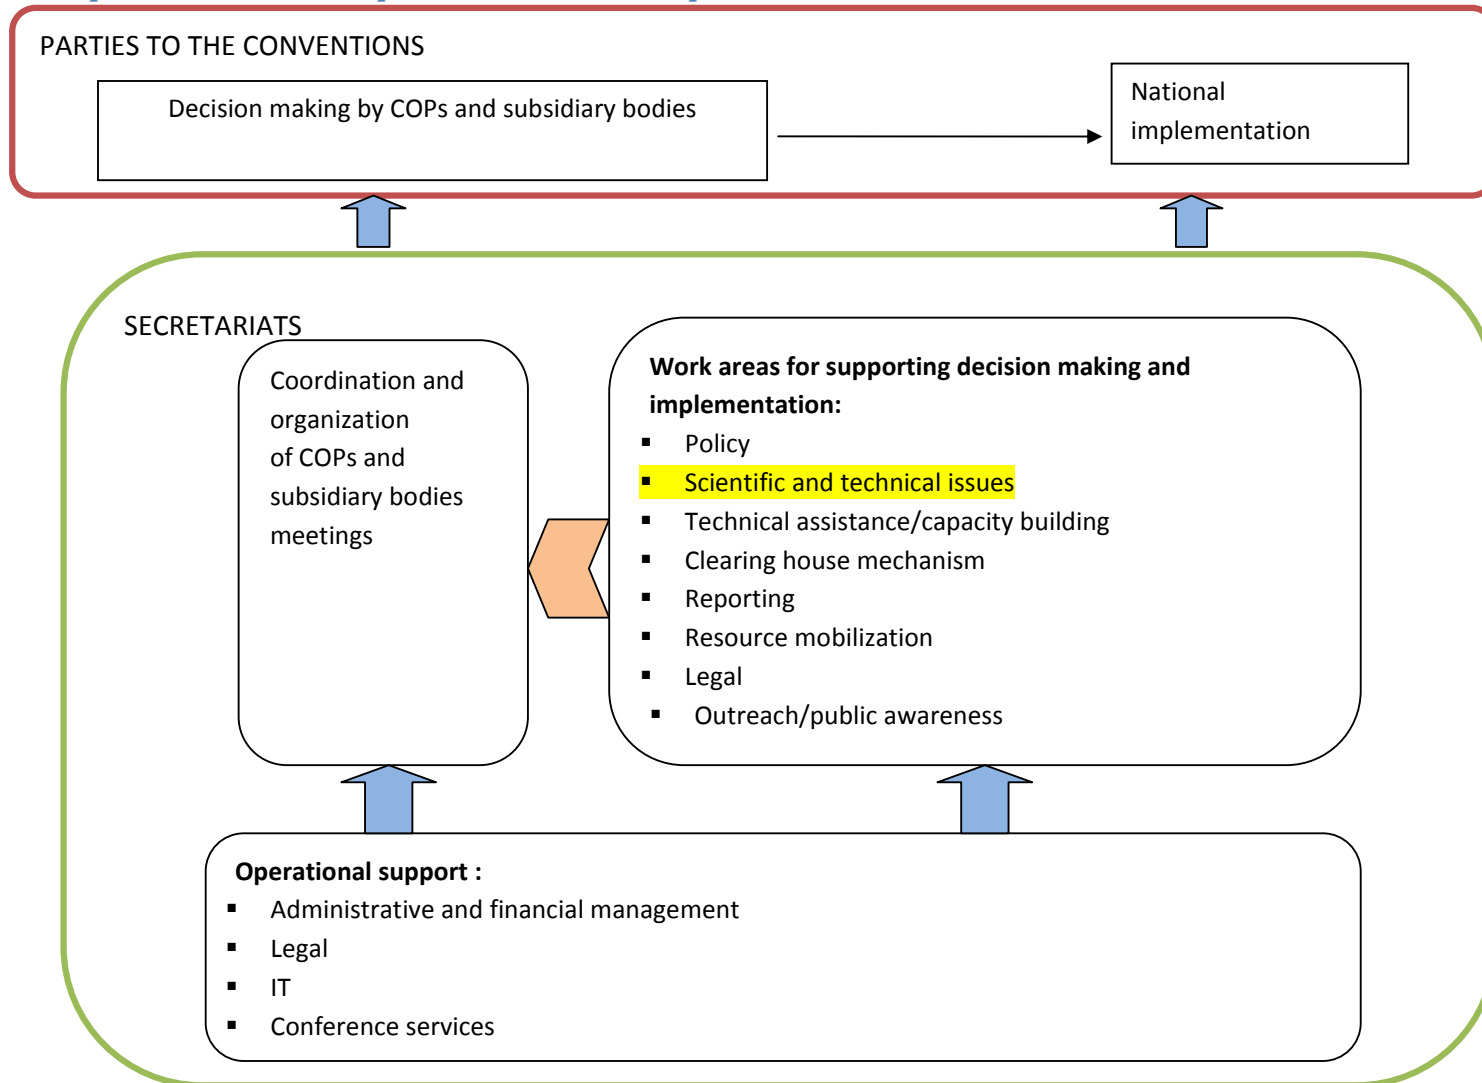 PARTIES TO THE CONVENTIONS
Decision making by COPs and subsidiary bodies
National
implementation
SECRETARIATS
Coordination and
organization
of COPs and
subsidiary bodies
meetings
Work areas for supporting decision making and
implementation:
▪ Policy
▪ Scientific and technical issues
▪ Technical assistance/capacity building
▪ Clearing house mechanism
▪ Reporting
▪ Resource mobilization
▪ Legal
▪ Outreach/public awareness
Operational support :
▪ Administrative and financial management
▪ Legal
▪ IT
▪ Conference services